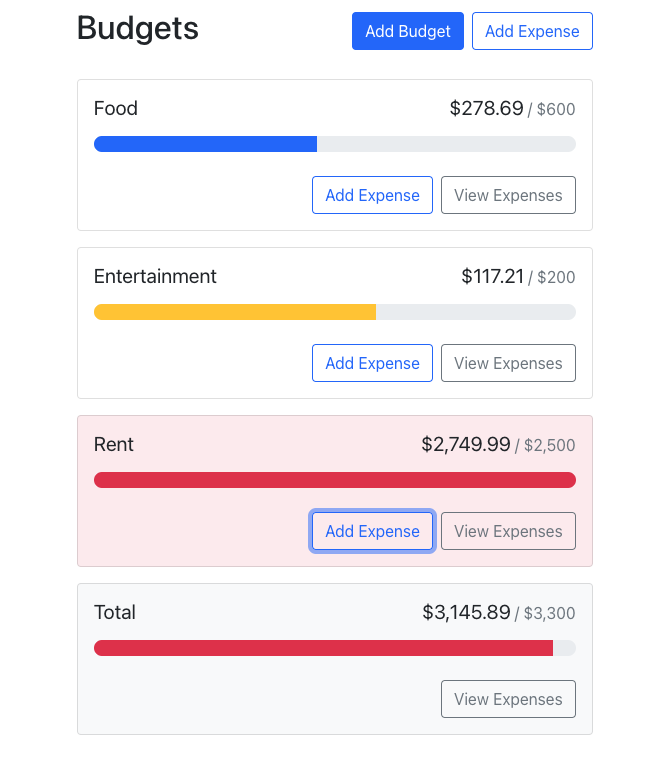 Budgets Add Budget Add Expense
Food $278.69 / $600
Add Expense View Expenses
Entertainment $117.21 / $200
Add Expense View Expenses
Rent $2,749.99 / $2,500
Add Expense View Expenses
Total $3,145.89 / $3,300
View Expenses